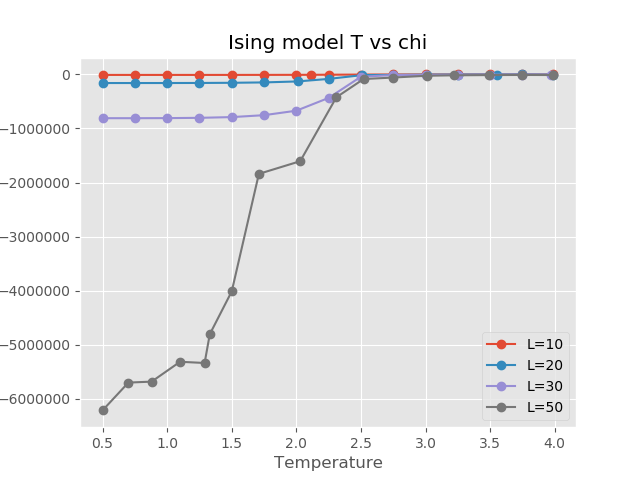 Ising model T vs chi
0
−1000000
−2000000
−3000000
−4000000
−5000000
−6000000
0.5 1.0 1.5 2.0 2.5 3.0 3.5 4.0
Temperature
L=10
L=20
L=30
L=50